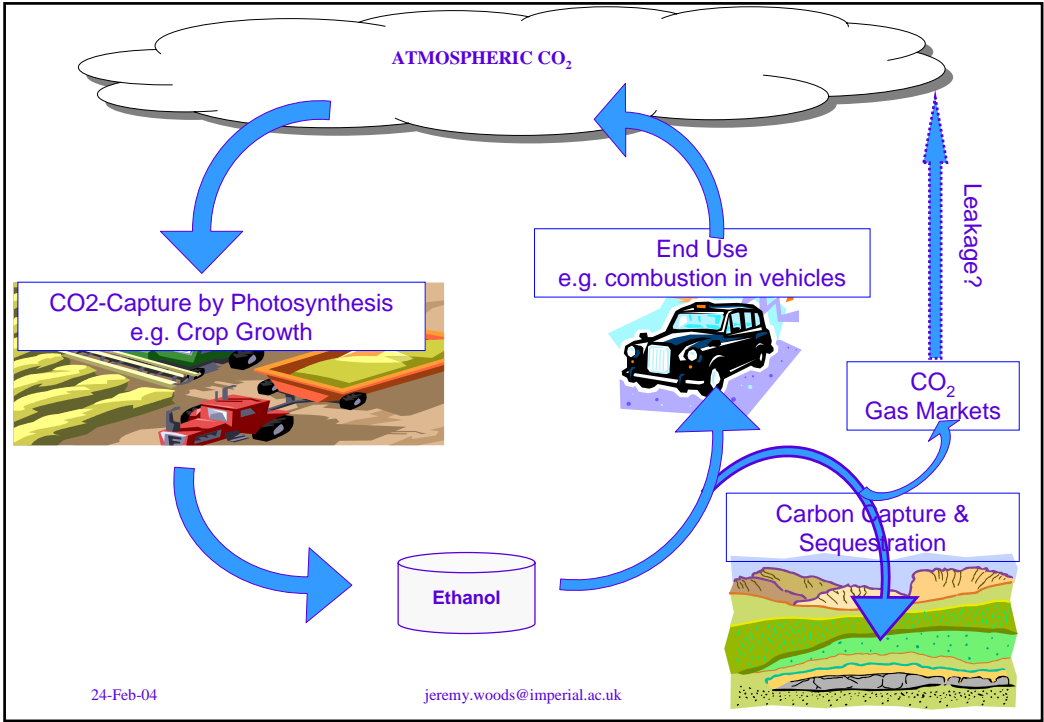 ATMOSPHERIC CO₂
Leakage?
End Use
e.g. combustion in vehicles
CO2-Capture by Photosynthesis
e.g. Crop Growth
CO₂
Gas Markets
Carbon Capture &
Sequestration
Ethanol
24-Feb-04
jeremy.woods@imperial.ac.uk